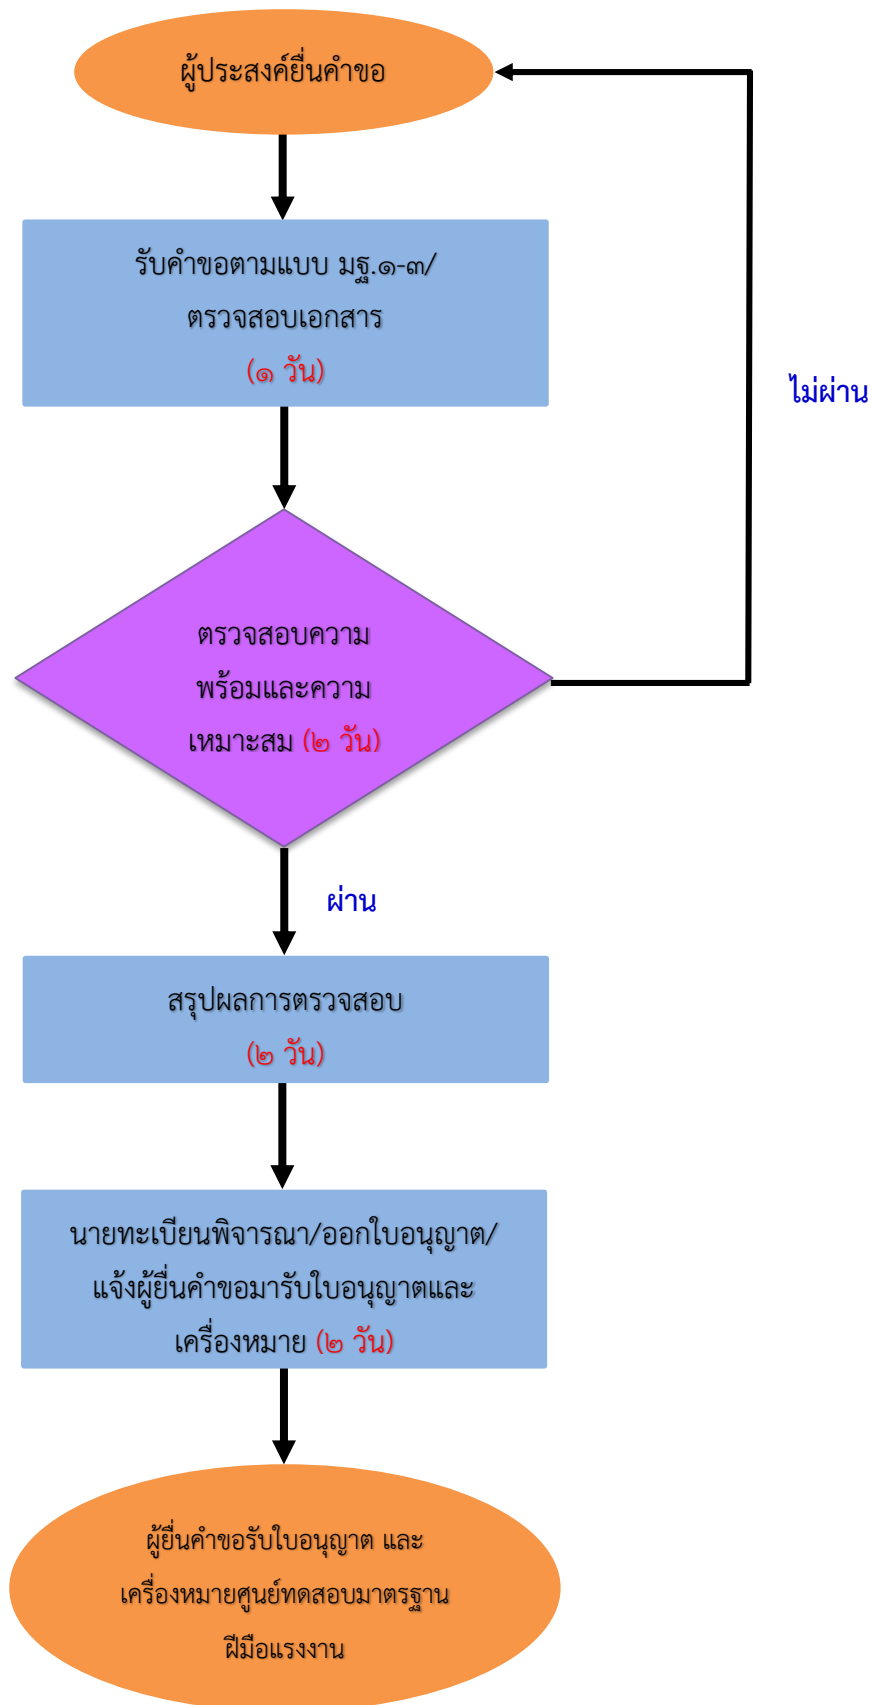 ผู้ประสงค์ยื่นคำขอ
รับคำขอตามแบบ มฐ.๑-๓/
ตรวจสอบเอกสาร
(๑ วัน)
ไม่ผ่าน
ตรวจสอบความ
พร้อมและความ
เหมาะสม (๒ วัน)
ผ่าน
สรุปผลการตรวจสอบ
(๒ วัน)
นายทะเบียนพิจารณา/ออกใบอนุญาต/
แจ้งผู้ยื่นคำขอมารับใบอนุญาตและ
เครื่องหมาย (๒ วัน)
ผู้ยื่นคำขอรับใบอนุญาต และ
เครื่องหมายศูนย์ทดสอบมาตรฐาน
ฝีมือแรงงาน